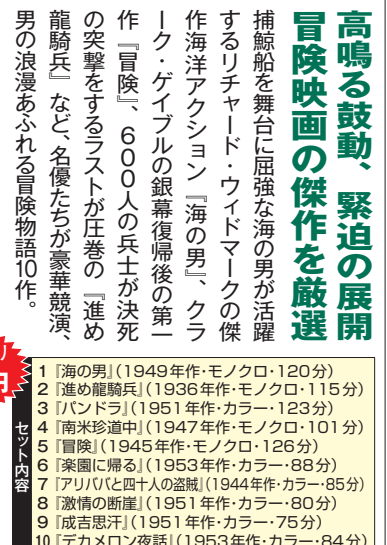 高鳴る鼓動、緊迫の展開
冒険映画の傑作を厳選
捕鯨船を舞台に屈強な海の男が活躍
するリチャード・ウィドマークの傑
作海洋アクション『海の男』、クラ
ーク・ゲイブルの銀幕復帰後の第一
作『冒険』、600人の兵士が決死
の突撃をするラストが圧巻の『進め
龍騎兵』など、名優たちが豪華競演、
男の浪漫あふれる冒険物語10作。
セット内容
1『海の男』(1949年作・モノクロ・120分)
2『進め龍騎兵』(1936年作・モノクロ・115分)
3『パンドラ』(1951年作・カラー・123分)
4『南米珍道中』(1947年作・モノクロ・101分)
5『冒険』(1945年作・モノクロ・126分)
6『楽園に帰る』(1953年作・カラー・88分)
7『アリババと四十人の盗賊』(1944年作・カラー・85分)
8『激情の断崖』(1951年作・カラー・80分)
9『成吉思汗』(1951年作・カラー・75分)
10『デカメロン夜話』(1953年作・カラー・84分)